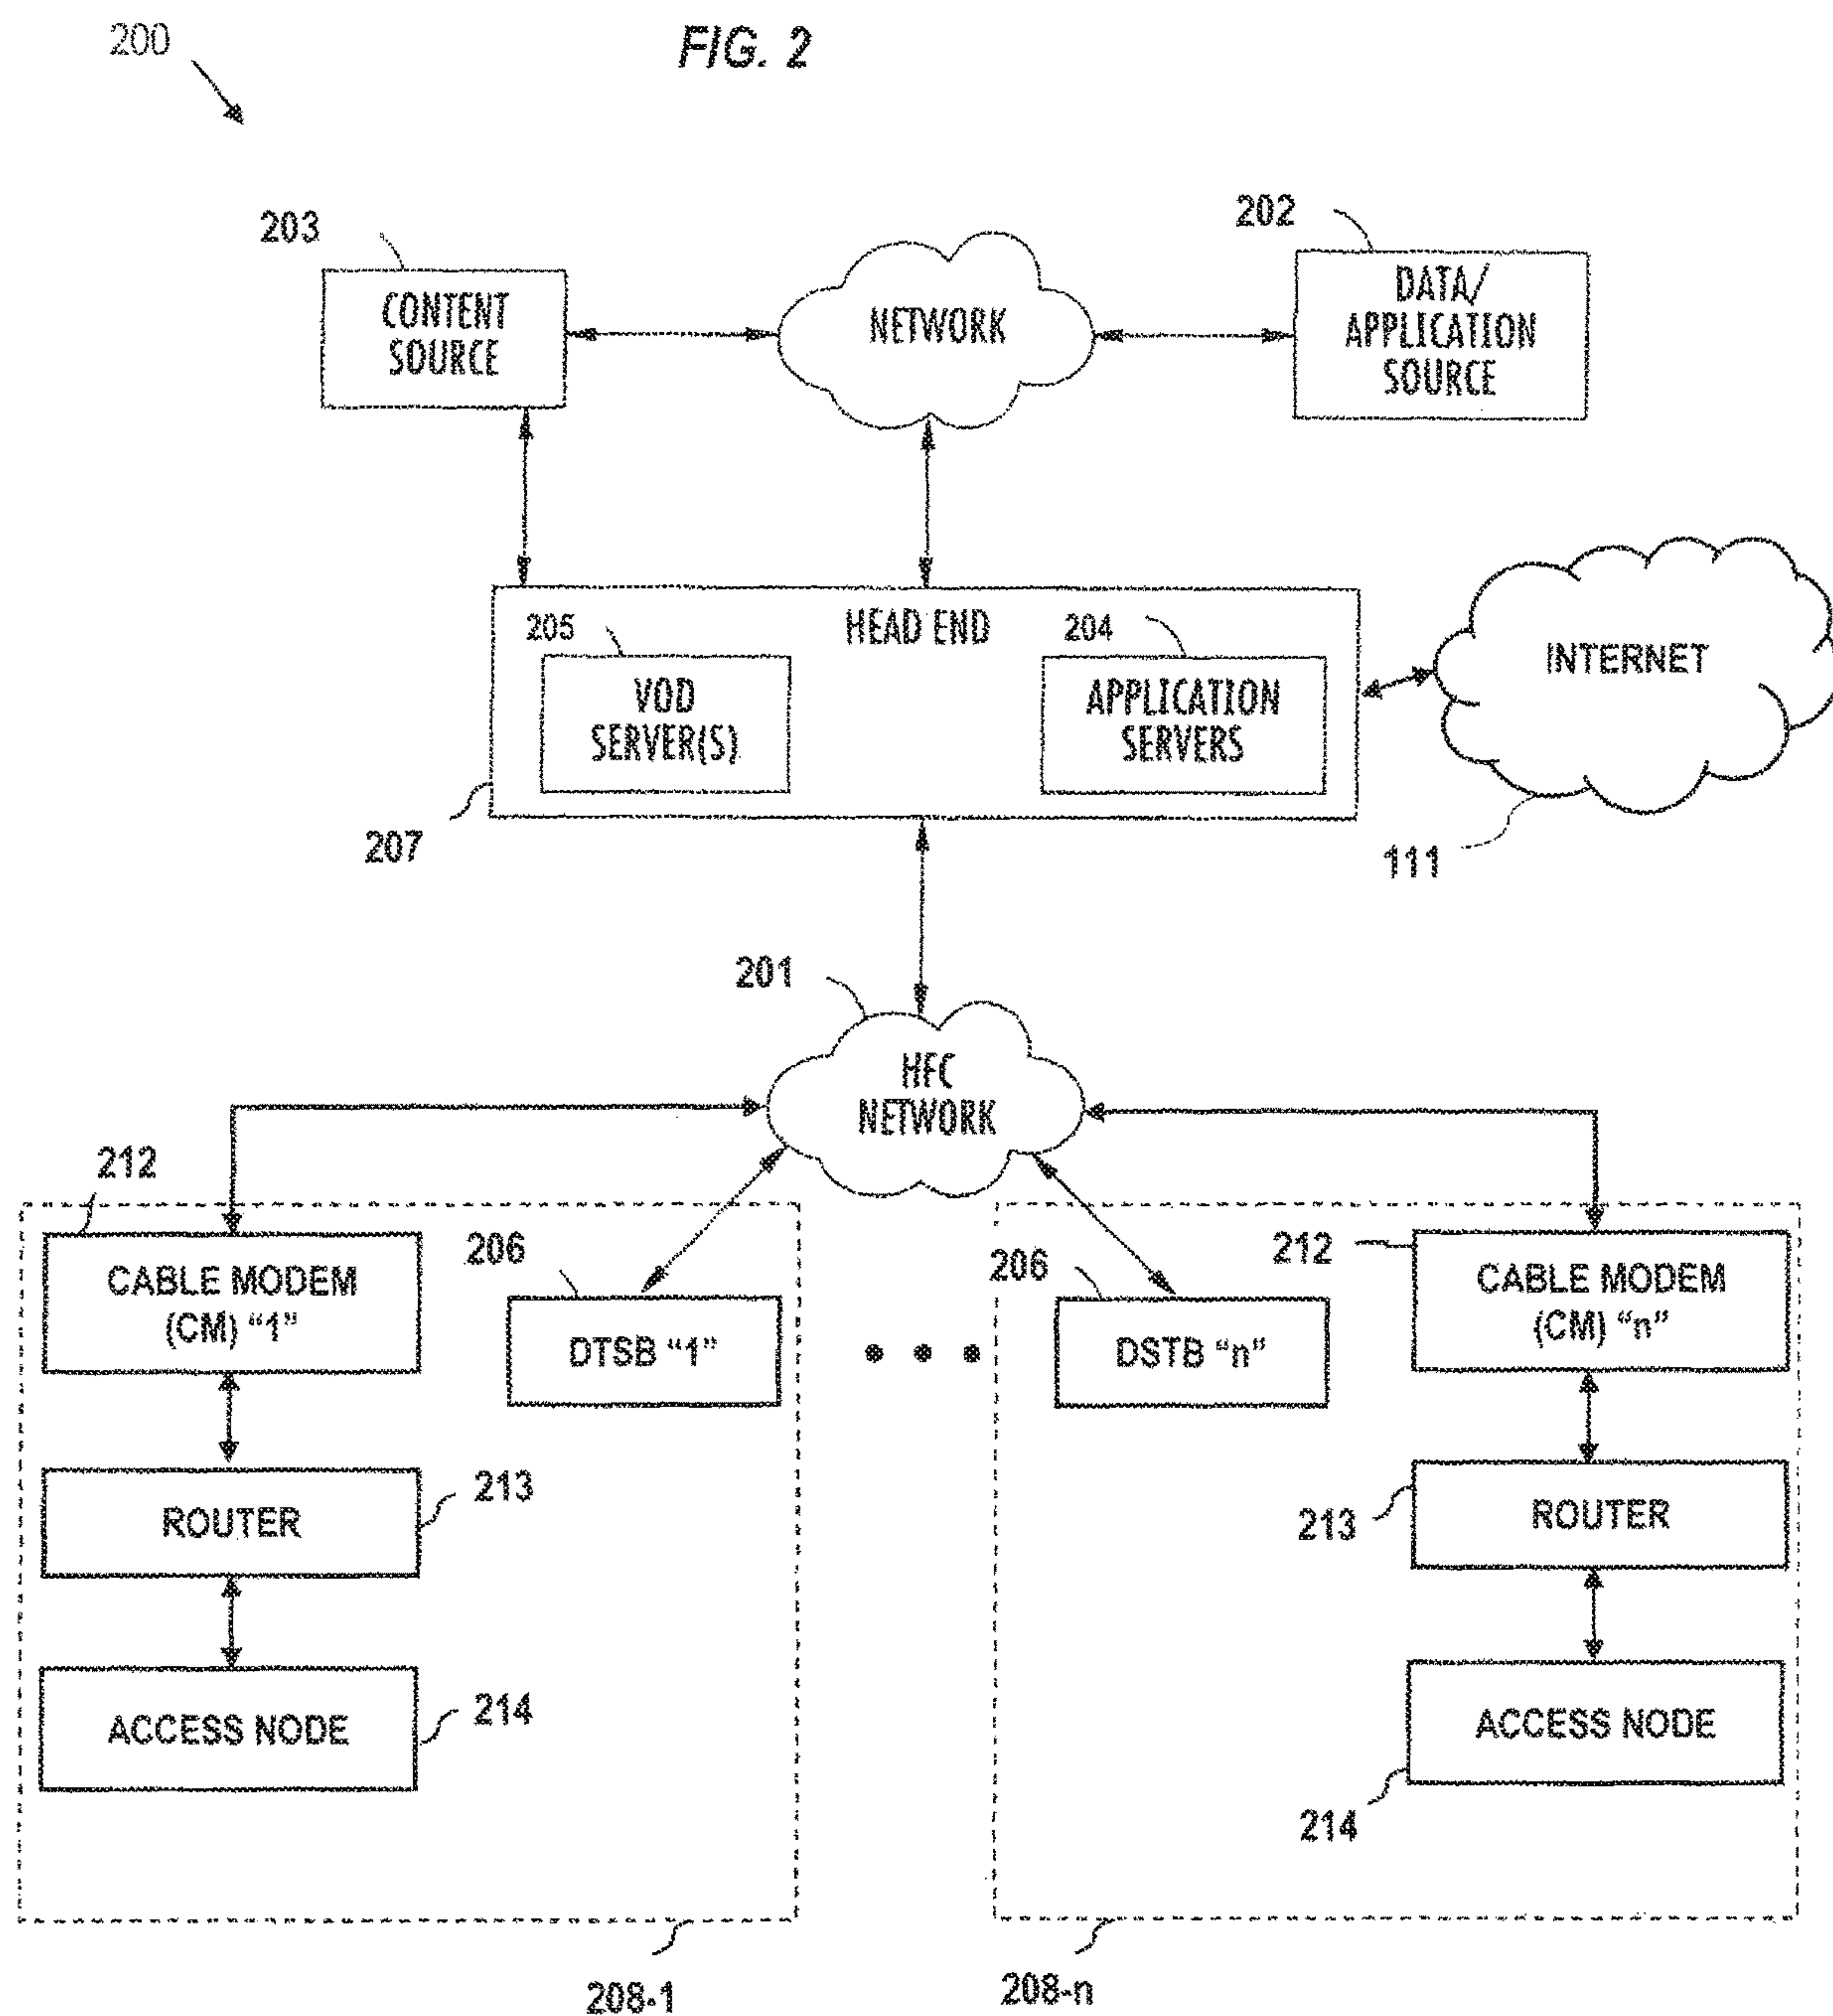 200
FIG. 2
203
202
CONTENT
SOURCE
NETWORK
DATA/
APPLICATION
SOURCE
HEAD END
205
204
VOD
SERVER(S)
APPLICATION
SERVERS
INTERNET
207
111
201
HFC
NETWORK
212
CABLE MODEM
(CM) “1”
206
DTSB “1”
206
DSTB “n”
212
CABLE MODEM
(CM) “n”
ROUTER
213
213
ROUTER
ACCESS NODE
214
ACCESS NODE
214
208-1
208-n